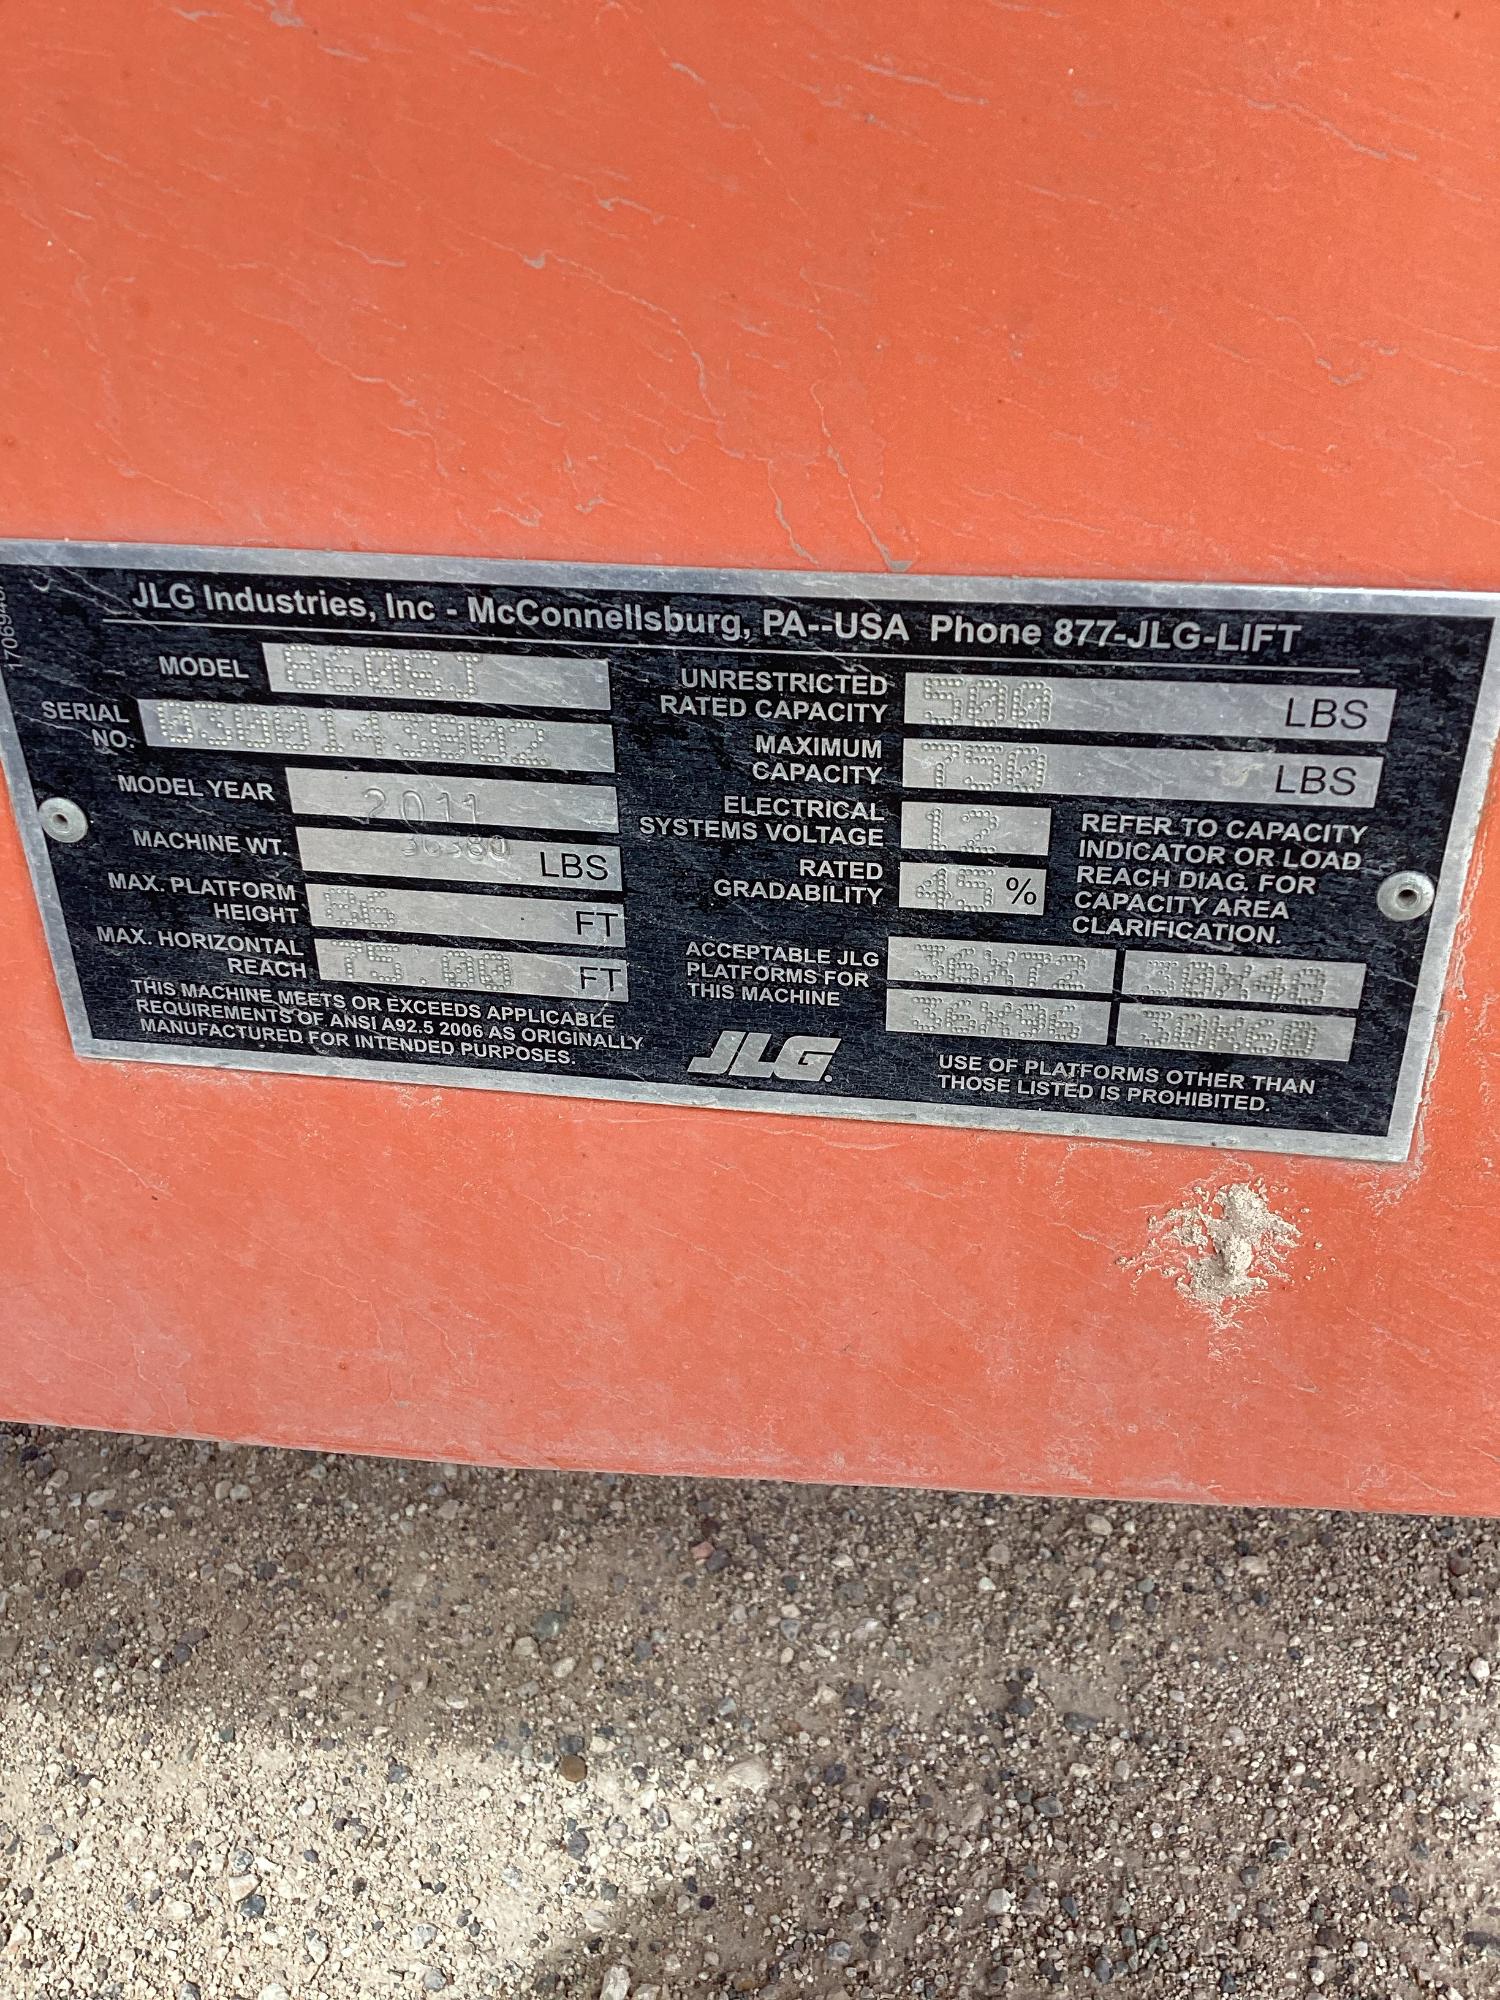 JLG Industries, Inc - McConnellsburg, PA--USA Phone 877-JLG-LIFT
MODEL 860SJ
SERIAL NO. 0300143802
MODEL YEAR 2011
MACHINE WT. LBS
MAX. PLATFORM HEIGHT 86 FT
MAX. HORIZONTAL REACH 75.00 FT
THIS MACHINE MEETS OR EXCEEDS APPLICABLE
REQUIREMENTS OF ANSI A92.5 2006 AS ORIGINALLY
MANUFACTURED FOR INTENDED PURPOSES.
UNRESTRICTED
RATED CAPACITY 500 LBS
MAXIMUM
CAPACITY 750 LBS
ELECTRICAL
SYSTEMS VOLTAGE 12
RATED
GRADABILITY 45 %
REFER TO CAPACITY
INDICATOR OR LOAD
REACH DIAG. FOR
CAPACITY AREA
CLARIFICATION.
ACCEPTABLE JLG
PLATFORMS FOR
THIS MACHINE
36X72 30X48
36X96 30X60
JLG
USE OF PLATFORMS OTHER THAN
THOSE LISTED IS PROHIBITED.